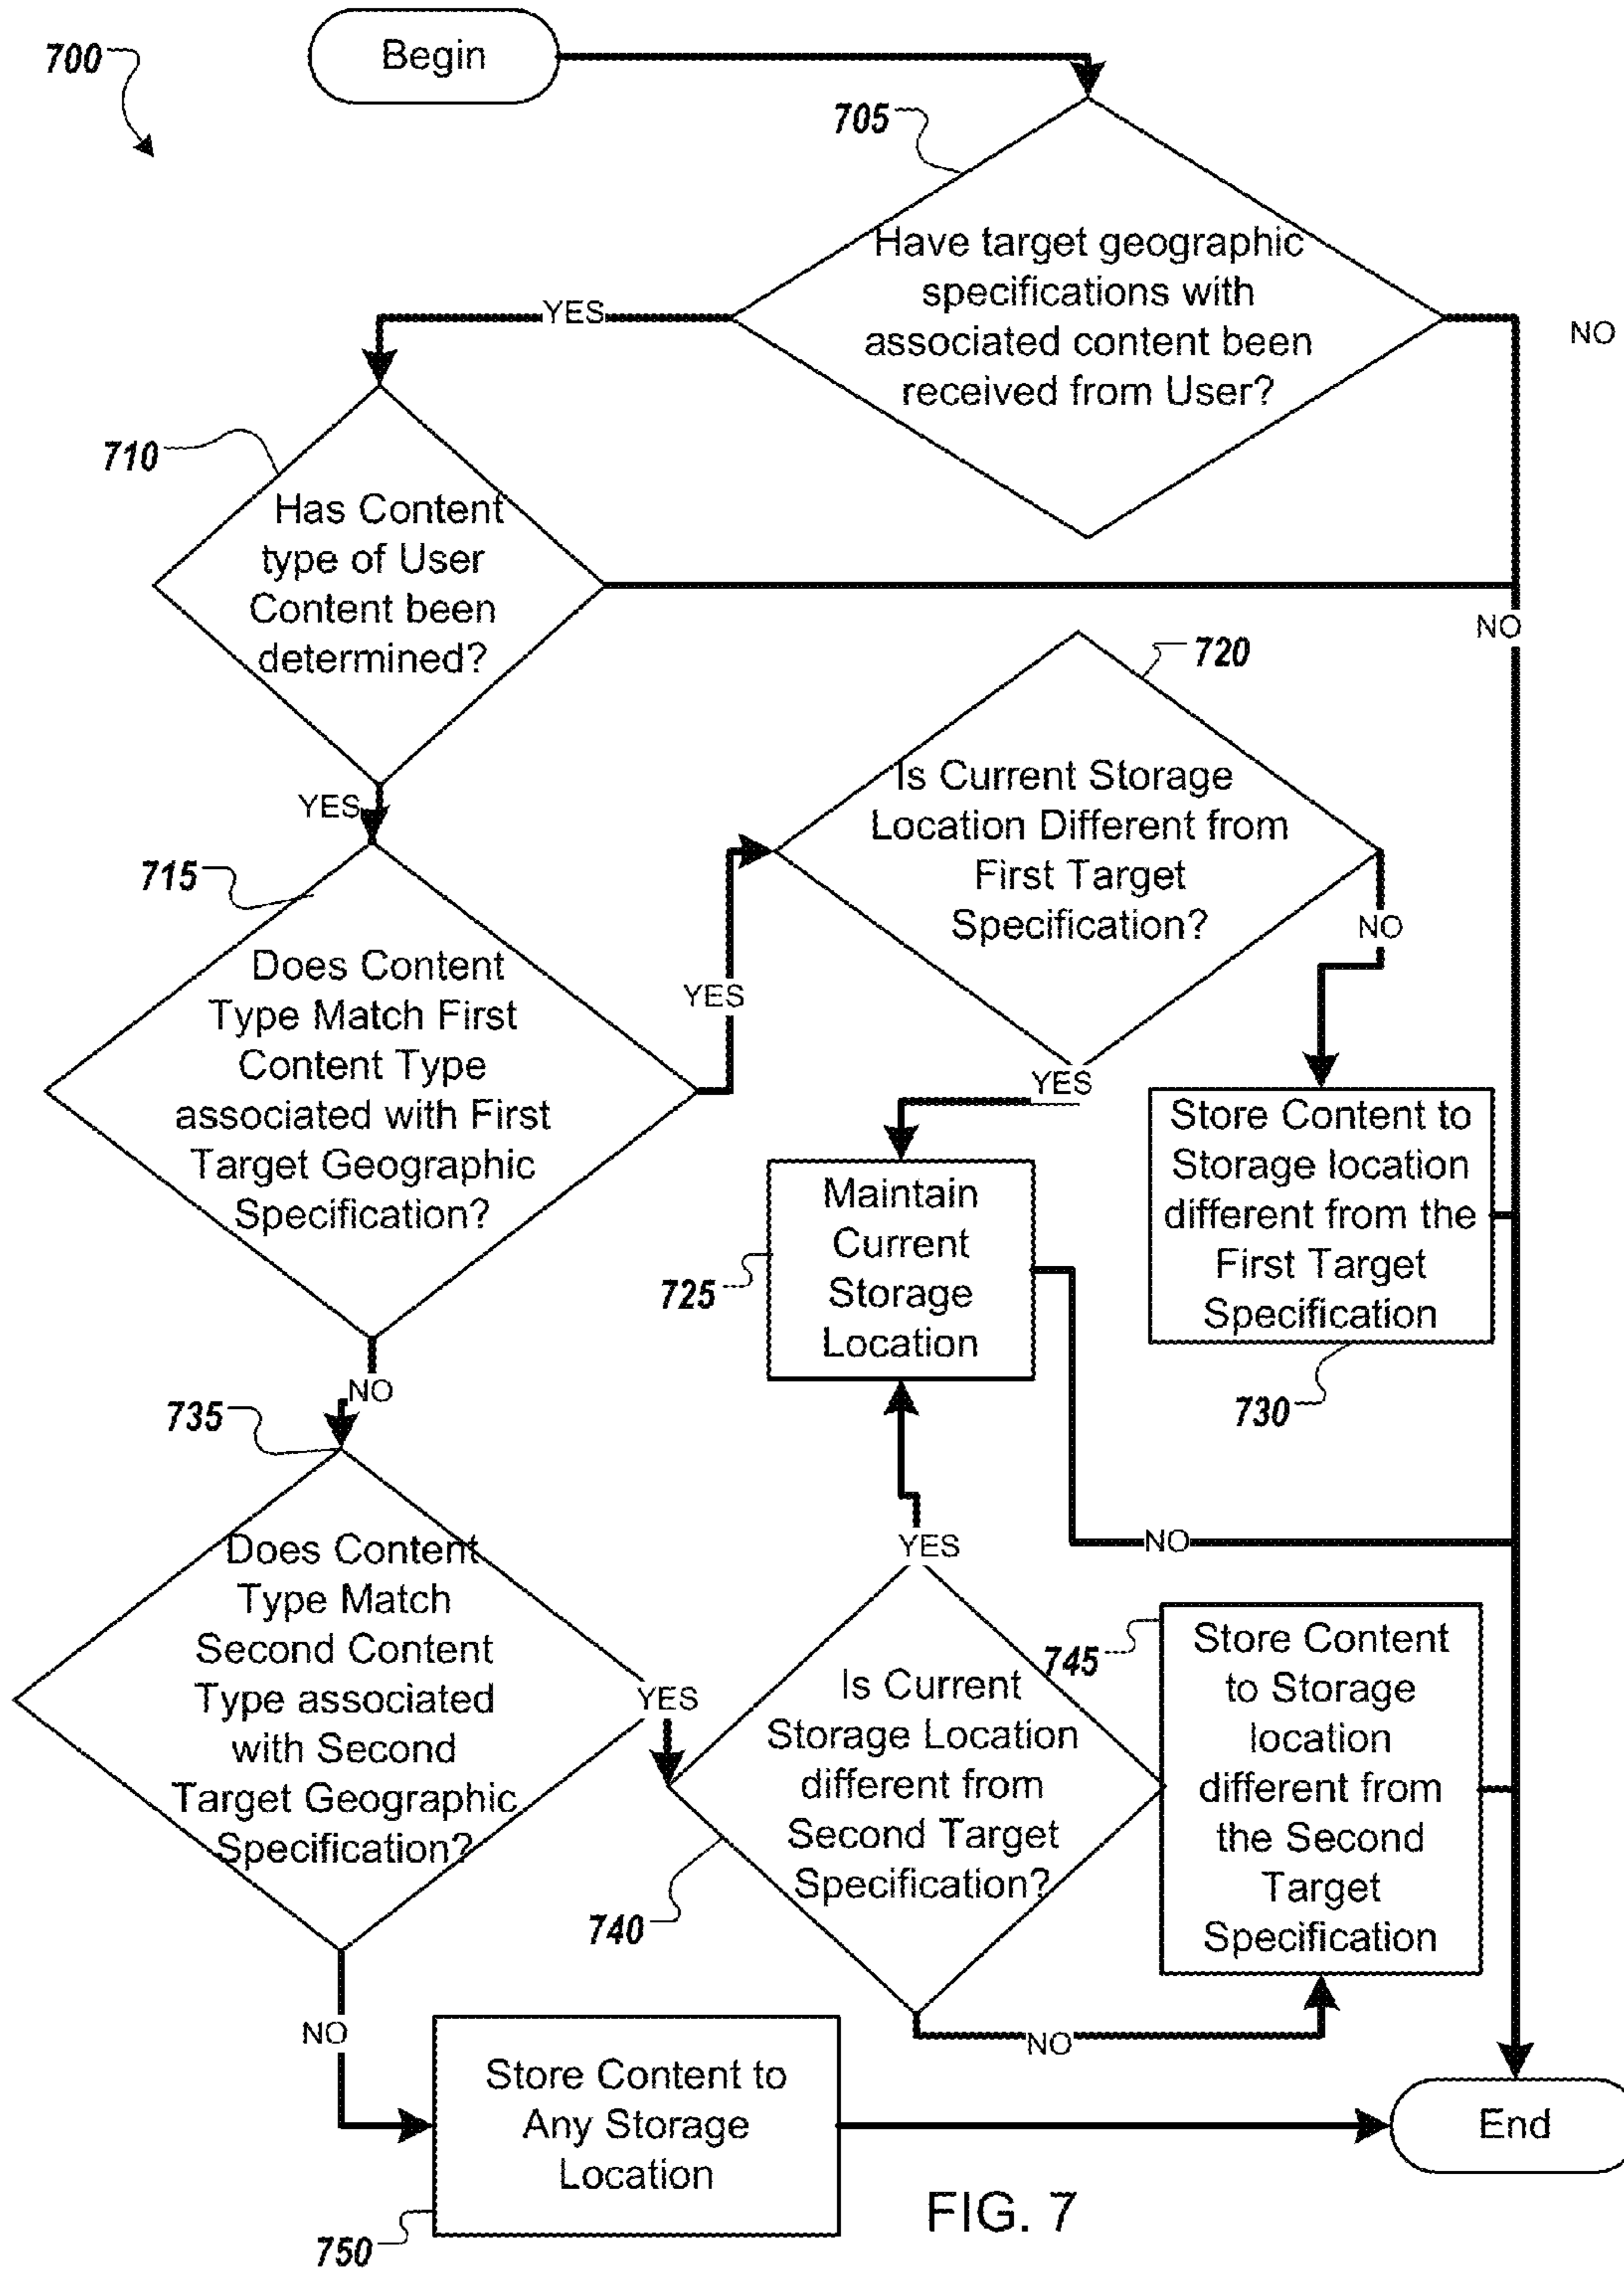 700
Begin
705
Have target geographic
specifications with
associated content been
received from User?
YES
NO
710
Has Content
type of User
Content been
determined?
NO
YES
720
Is Current Storage
Location Different from
First Target
Specification?
715
Does Content
Type Match First
Content Type
associated with First
Target Geographic
Specification?
YES
NO
YES
Store Content to
Storage location
different from the
First Target
Specification
730
Maintain
Current
Storage
Location
725
NO
735
Does Content
Type Match
Second Content
Type associated
with Second
Target Geographic
Specification?
YES
YES
NO
Is Current
Storage Location
different from
Second Target
Specification?
740
745
Store Content
to Storage
location
different from
the Second
Target
Specification
NO
NO
Store Content to
Any Storage
Location
750
End
FIG. 7